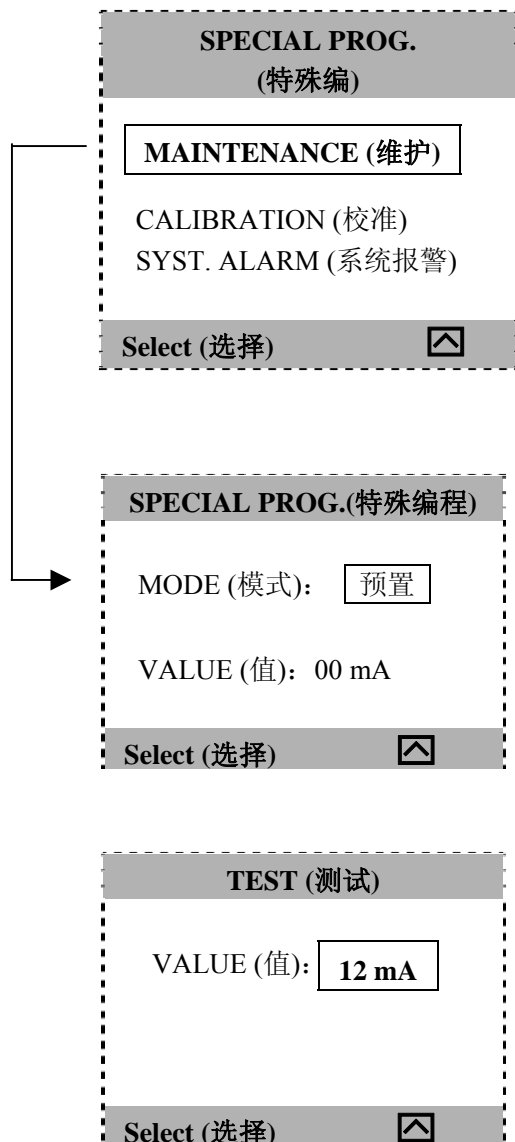 SPECIAL PROG.
(特殊编)
MAINTENANCE (维护)
CALIBRATION (校准)
SYST. ALARM (系统报警)
Select (选择)
SPECIAL PROG.(特殊编程)
MODE (模式)： 预置
VALUE (值)：00 mA
Select (选择)
TEST (测试)
VALUE (值)： 12 mA
Select (选择)